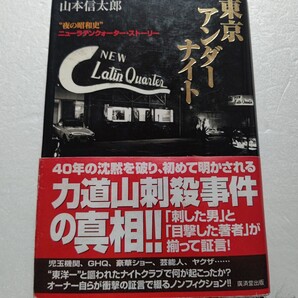 山本信太郎
東京アンダーナイト
“夜の昭和史”
ニューラテンクォーター・ストーリー
NEW
Latin Quarter
40年の沈黙を破り、初めて明かされる
力道山刺殺事件
の真相!!
「刺した男」と
「目撃した著者」が
揃って証言!
児玉機関、GHQ、豪華ショー、芸能人、ヤクザ……
“東洋一”と謳われたナイトクラブで何が起こったか?
オーナー自らが衝撃の証言で綴るノンフィクション!!
廣済堂出版